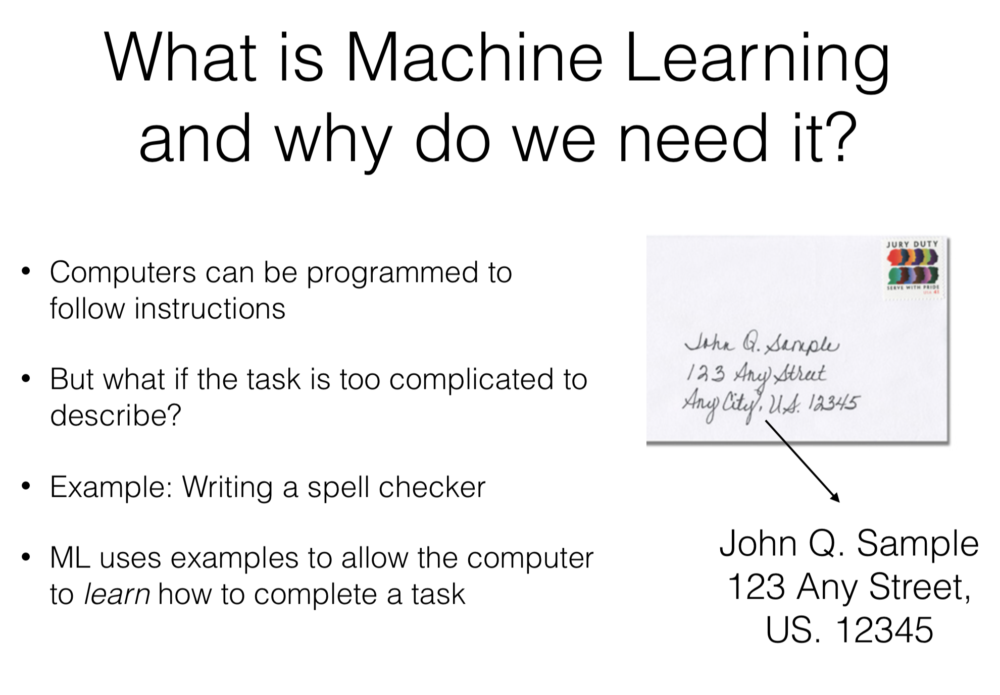 What is Machine Learning
and why do we need it?
• Computers can be programmed to
follow instructions
• But what if the task is too complicated to
describe?
• Example: Writing a spell checker
• ML uses examples to allow the computer
to learn how to complete a task
JURY DUTY
SERVE WITH PRIDE
USA 41
John Q. Sample
123 Any Street
Any City, U.S. 12345
John Q. Sample
123 Any Street,
US. 12345